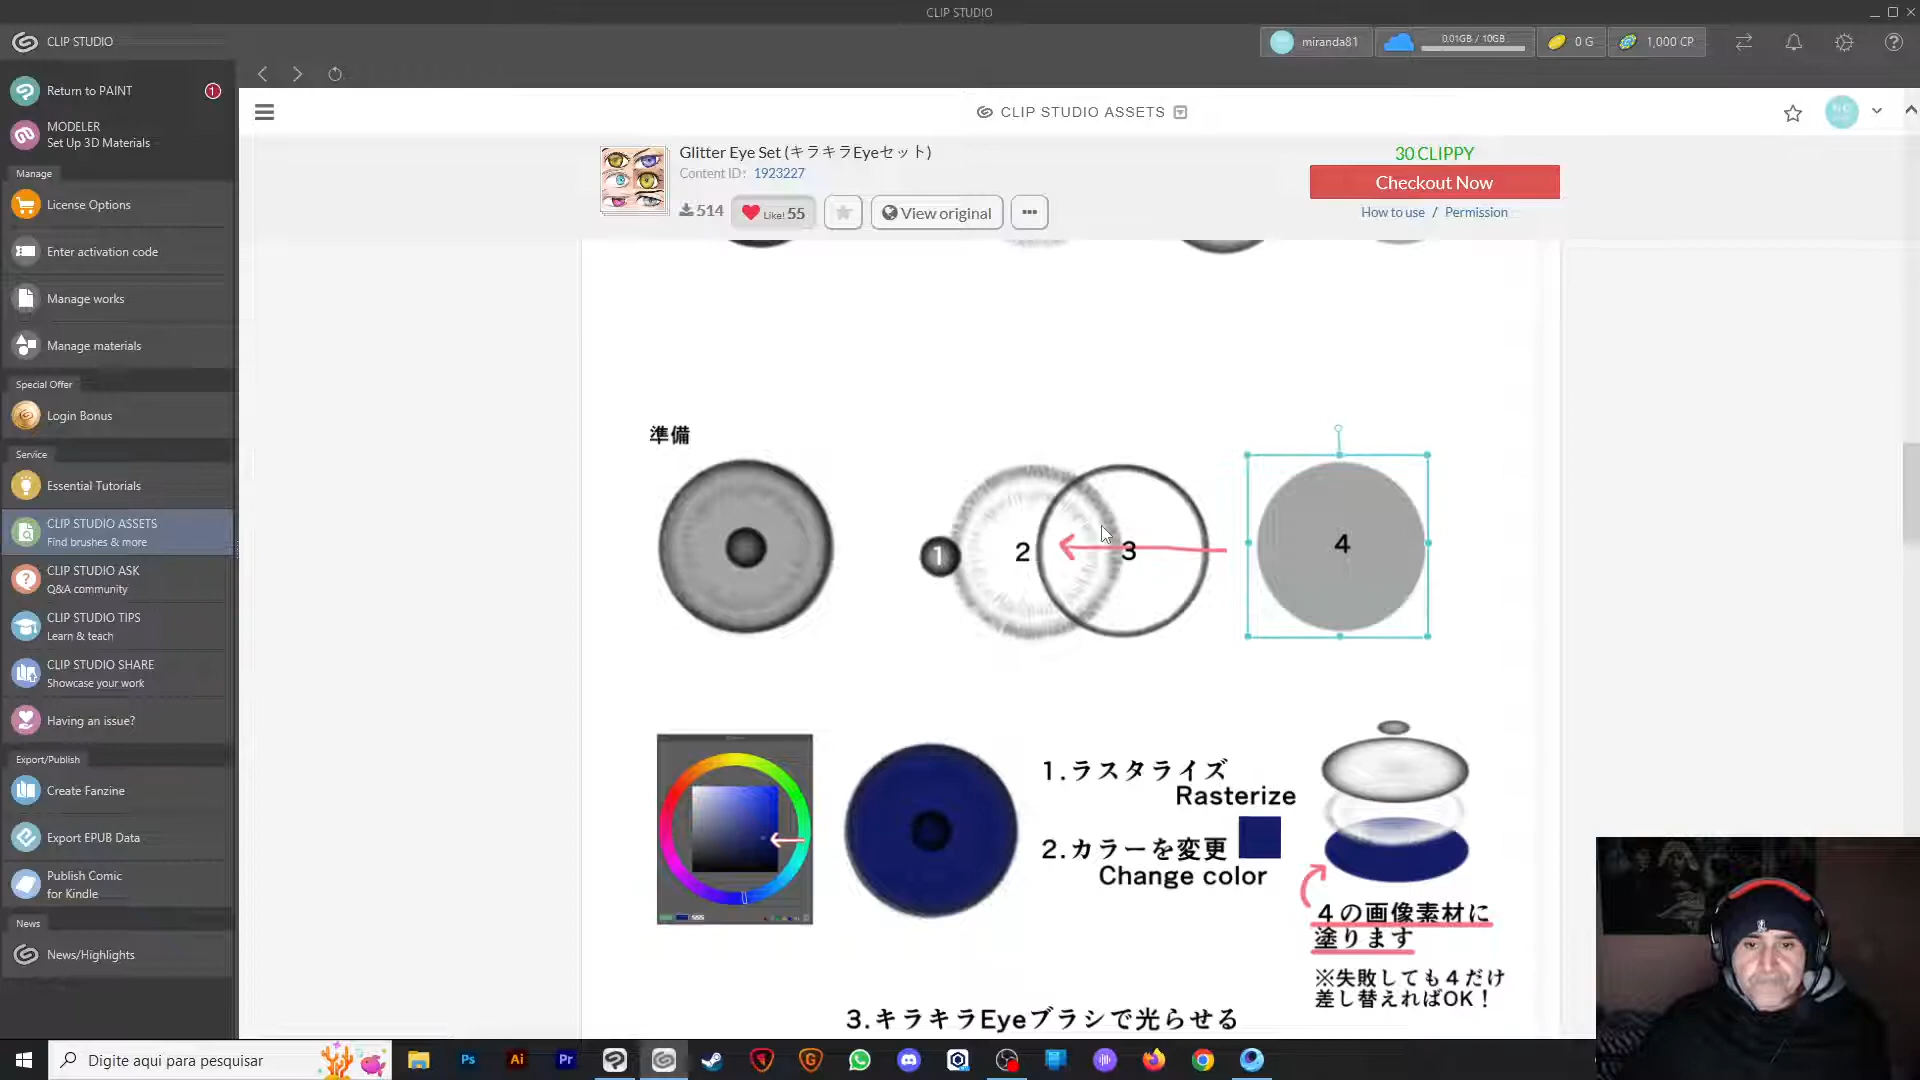 CLIP STUDIO
CLIP STUDIO
miranda81
0.01GB / 10GB
0 G
1,000 CP
Return to PAINT
1
MODELER
Set Up 3D Materials
Manage
License Options
Enter activation code
Manage works
Manage materials
Special Offer
Login Bonus
Service
Essential Tutorials
CLIP STUDIO ASSETS
Find brushes & more
CLIP STUDIO ASK
Q&A community
CLIP STUDIO TIPS
Learn & teach
CLIP STUDIO SHARE
Showcase your work
Having an issue?
Export/Publish
Create Fanzine
Export EPUB Data
Publish Comic
for Kindle
News
News/Highlights
CLIP STUDIO ASSETS
Glitter Eye Set (キラキラEyeセット)
Content ID: 1923227
514
Like! 55
View original
30 CLIPPY
Checkout Now
How to use / Permission
準備
1
2
3
4
1.ラスタライズ
Rasterize
2.カラーを変更
Change color
4の画像素材に
塗ります
※失敗しても4だけ
差し替えればOK！
3.キラキラEyeブラシで光らせる
Digite aqui para pesquisar
Ps
Ai
Pr